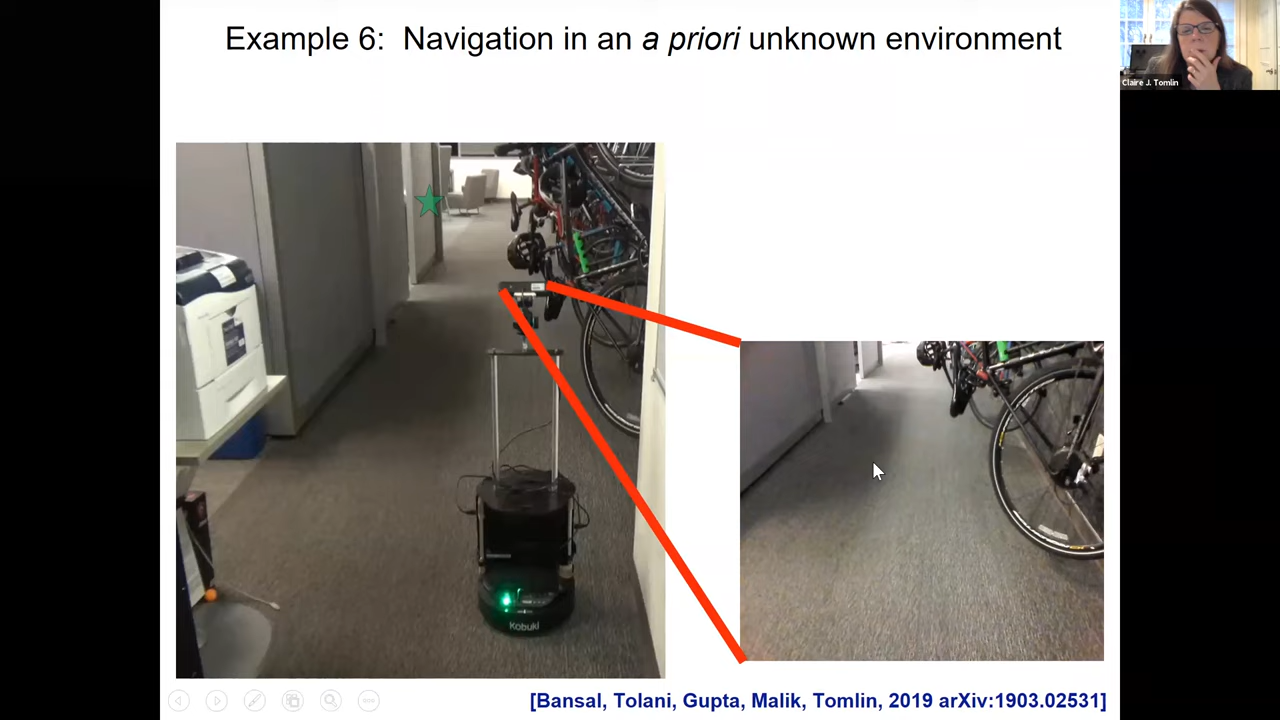 Example 6: Navigation in an a priori unknown environment
Claire J. Tomlin
Kobuki
[Bansal, Tolani, Gupta, Malik, Tomlin, 2019 arXiv:1903.02531]